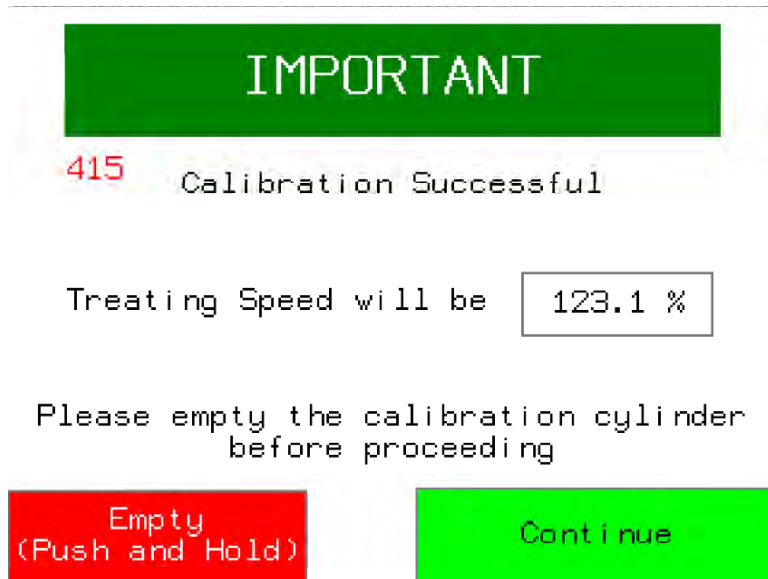 IMPORTANT
415
Calibration Successful
Treating Speed will be 123.1 %
Please empty the calibration cylinder
before proceeding
Empty
(Push and Hold)
Continue